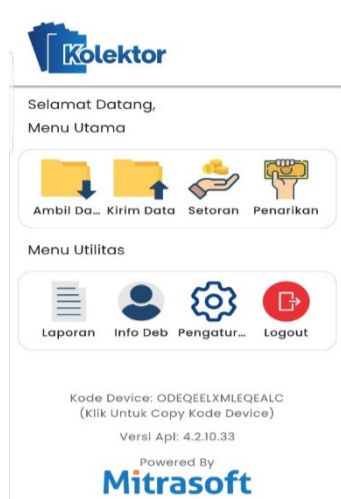 Kolektor
Selamat Datang,
Menu Utama
Ambil Da... Kirim Data Setoran Penarikan
Menu Utilitas
Laporan Info Deb Pengatur... Logout
Kode Device: ODEQEELXMLEQEALC
(Klik Untuk Copy Kode Device)
Versi Apl: 4.2.10.33
Powered By
Mitrasoft